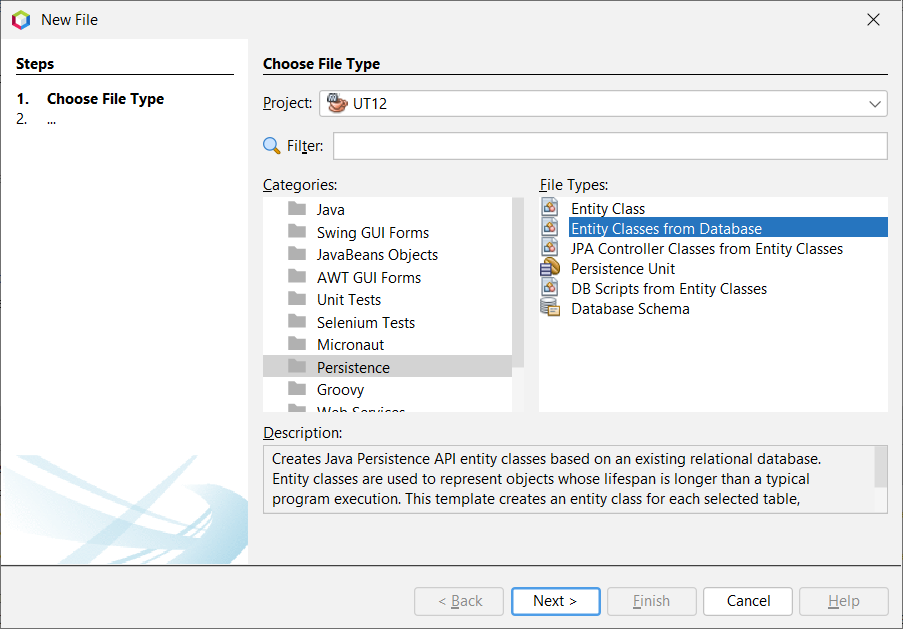 New File
Steps
1. Choose File Type
2. ...
Choose File Type
Project: UT12
Filter:
Categories:
Java
Swing GUI Forms
JavaBeans Objects
AWT GUI Forms
Unit Tests
Selenium Tests
Micronaut
Persistence
Groovy
Web Services
File Types:
Entity Class
Entity Classes from Database
JPA Controller Classes from Entity Classes
Persistence Unit
DB Scripts from Entity Classes
Database Schema
Description:
Creates Java Persistence API entity classes based on an existing relational database.
Entity classes are used to represent objects whose lifespan is longer than a typical
program execution. This template creates an entity class for each selected table,
< Back
Next >
Finish
Cancel
Help